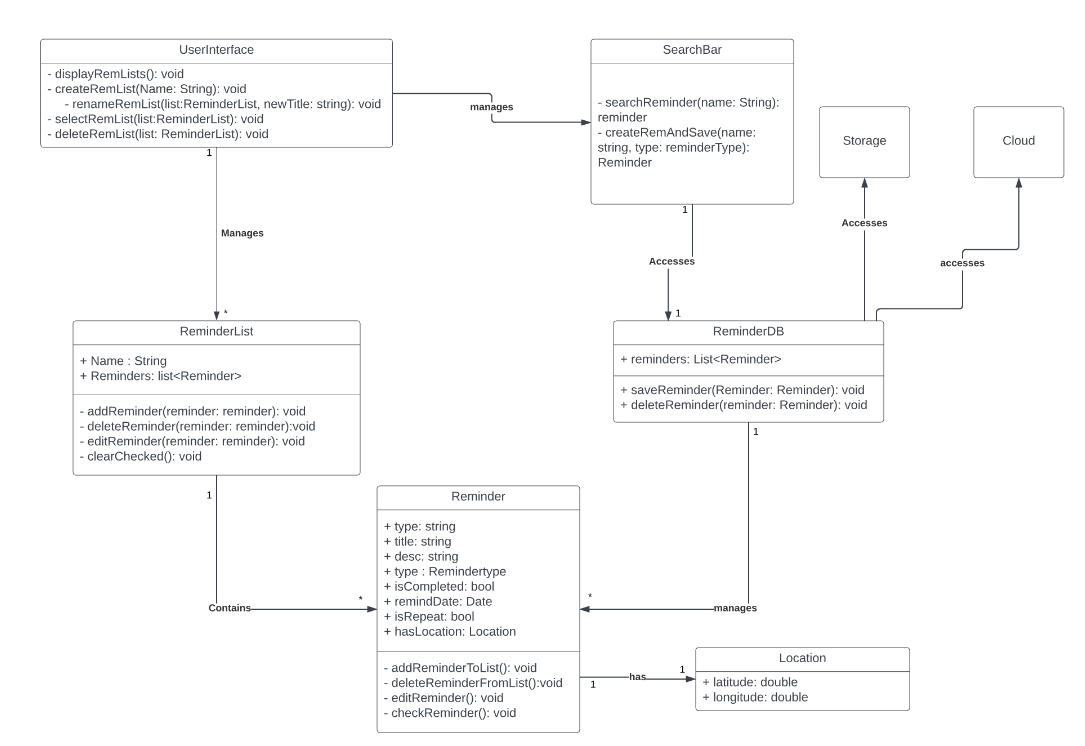 UserInterface
- displayRemLists(): void
- createRemList(Name: String): void
- renameRemList(list:ReminderList, newTitle: string): void
- selectRemList(list:ReminderList): void
- deleteRemList(list: ReminderList): void
1
manages
SearchBar
- searchReminder(name: String):
reminder
- createRemAndSave(name:
string, type: reminderType):
Reminder
1
Storage
Cloud
Manages
*
Accesses
1
Accesses
accesses
ReminderList
+ Name : String
+ Reminders: list<Reminder>
- addReminder(reminder: reminder): void
- deleteReminder(reminder: reminder):void
- editReminder(reminder: reminder): void
- clearChecked(): void
1
ReminderDB
+ reminders: List<Reminder>
+ saveReminder(Reminder: Reminder): void
+ deleteReminder(reminder: Reminder): void
1
Contains
*
Reminder
+ type: string
+ title: string
+ desc: string
+ type : Remindertype
+ isCompleted: bool
+ remindDate: Date
+ isRepeat: bool
+ hasLocation: Location
- addReminderToList(): void
- deleteReminderFromList():void
- editReminder(): void
- checkReminder(): void
*
manages
1
has
1
Location
+ latitude: double
+ longitude: double